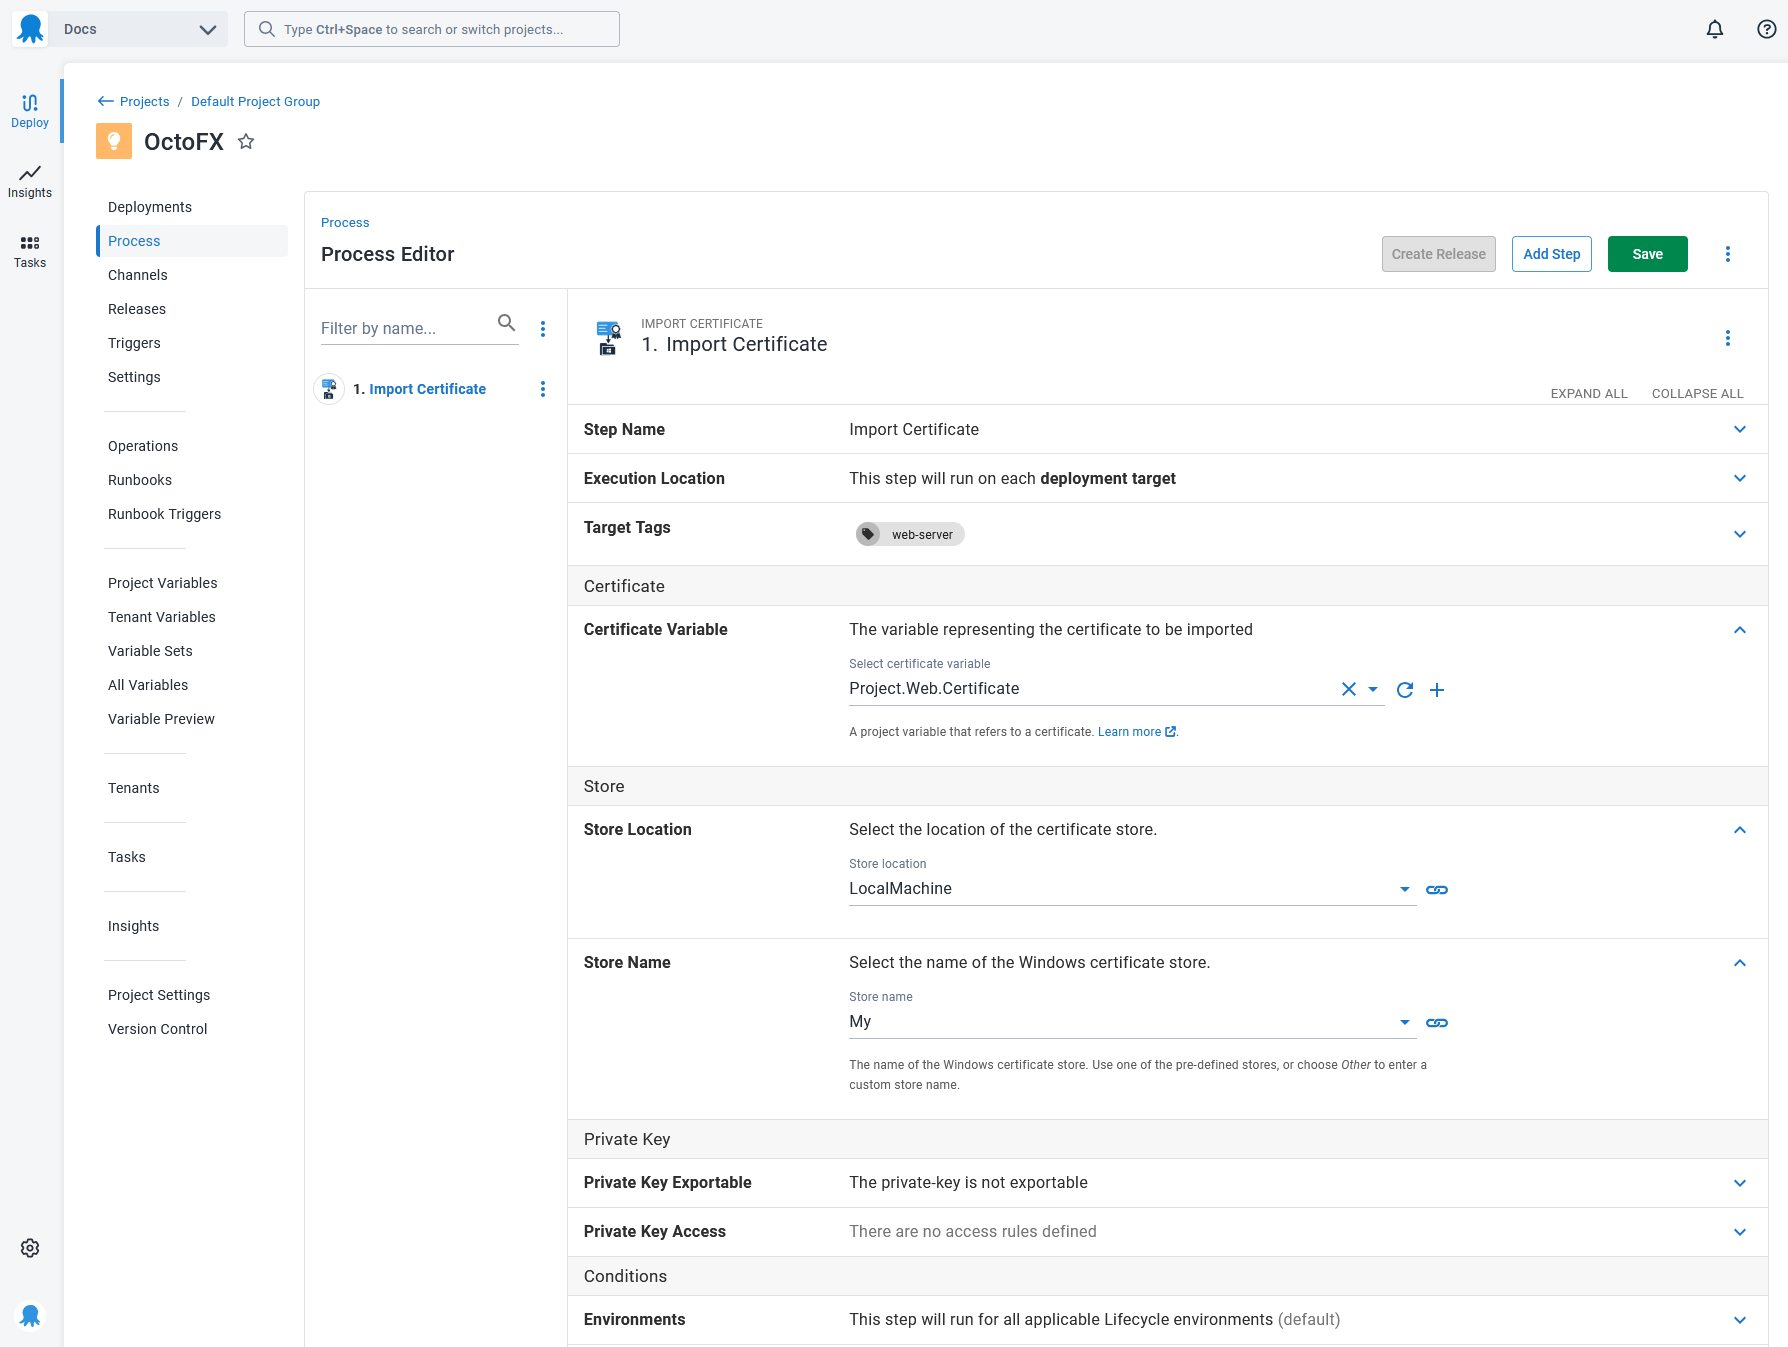 Docs
Type Ctrl+Space to search or switch projects...
Deploy
Insights
Tasks
Projects / Default Project Group
OctoFX
Deployments
Process
Channels
Releases
Triggers
Settings
Operations
Runbooks
Runbook Triggers
Project Variables
Tenant Variables
Variable Sets
All Variables
Variable Preview
Tenants
Tasks
Insights
Project Settings
Version Control
Process
Process Editor
Create Release
Add Step
Save
Filter by name...
1. Import Certificate
IMPORT CERTIFICATE
1. Import Certificate
EXPAND ALL
COLLAPSE ALL
Step Name
Import Certificate
Execution Location
This step will run on each deployment target
Target Tags
web-server
Certificate
Certificate Variable
The variable representing the certificate to be imported
Select certificate variable
Project.Web.Certificate
A project variable that refers to a certificate. Learn more.
Store
Store Location
Select the location of the certificate store.
Store location
LocalMachine
Store Name
Select the name of the Windows certificate store.
Store name
My
The name of the Windows certificate store. Use one of the pre-defined stores, or choose Other to enter a
custom store name.
Private Key
Private Key Exportable
The private-key is not exportable
Private Key Access
There are no access rules defined
Conditions
Environments
This step will run for all applicable Lifecycle environments (default)